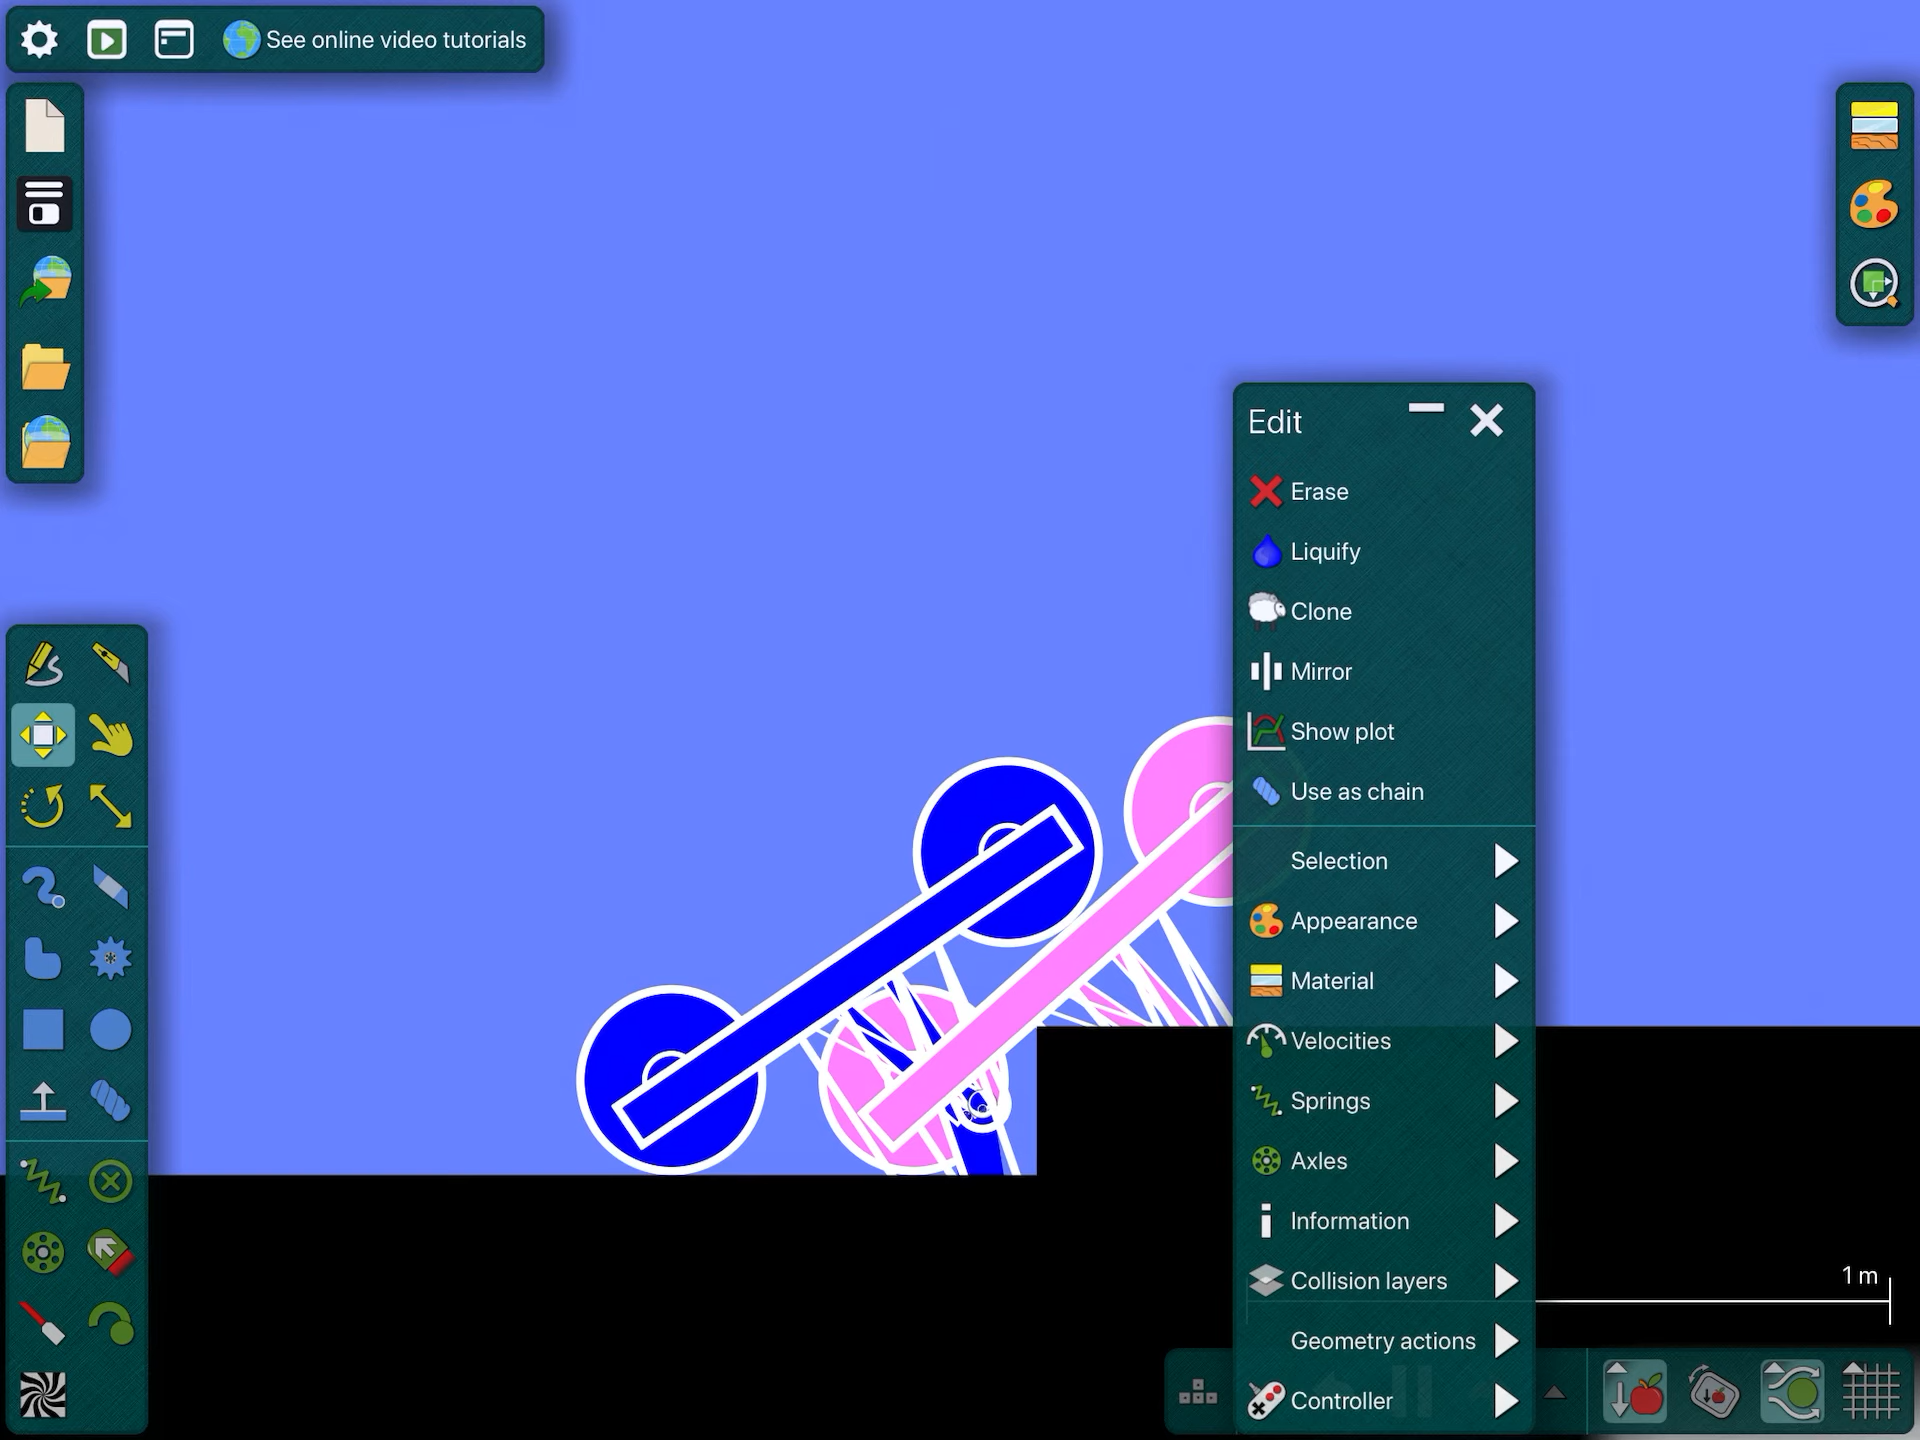 See online video tutorials
Edit
Erase
Liquify
Clone
Mirror
Show plot
Use as chain
Selection
Appearance
Material
Velocities
Springs
Axles
Information
Collision layers
Geometry actions
Controller
1 m